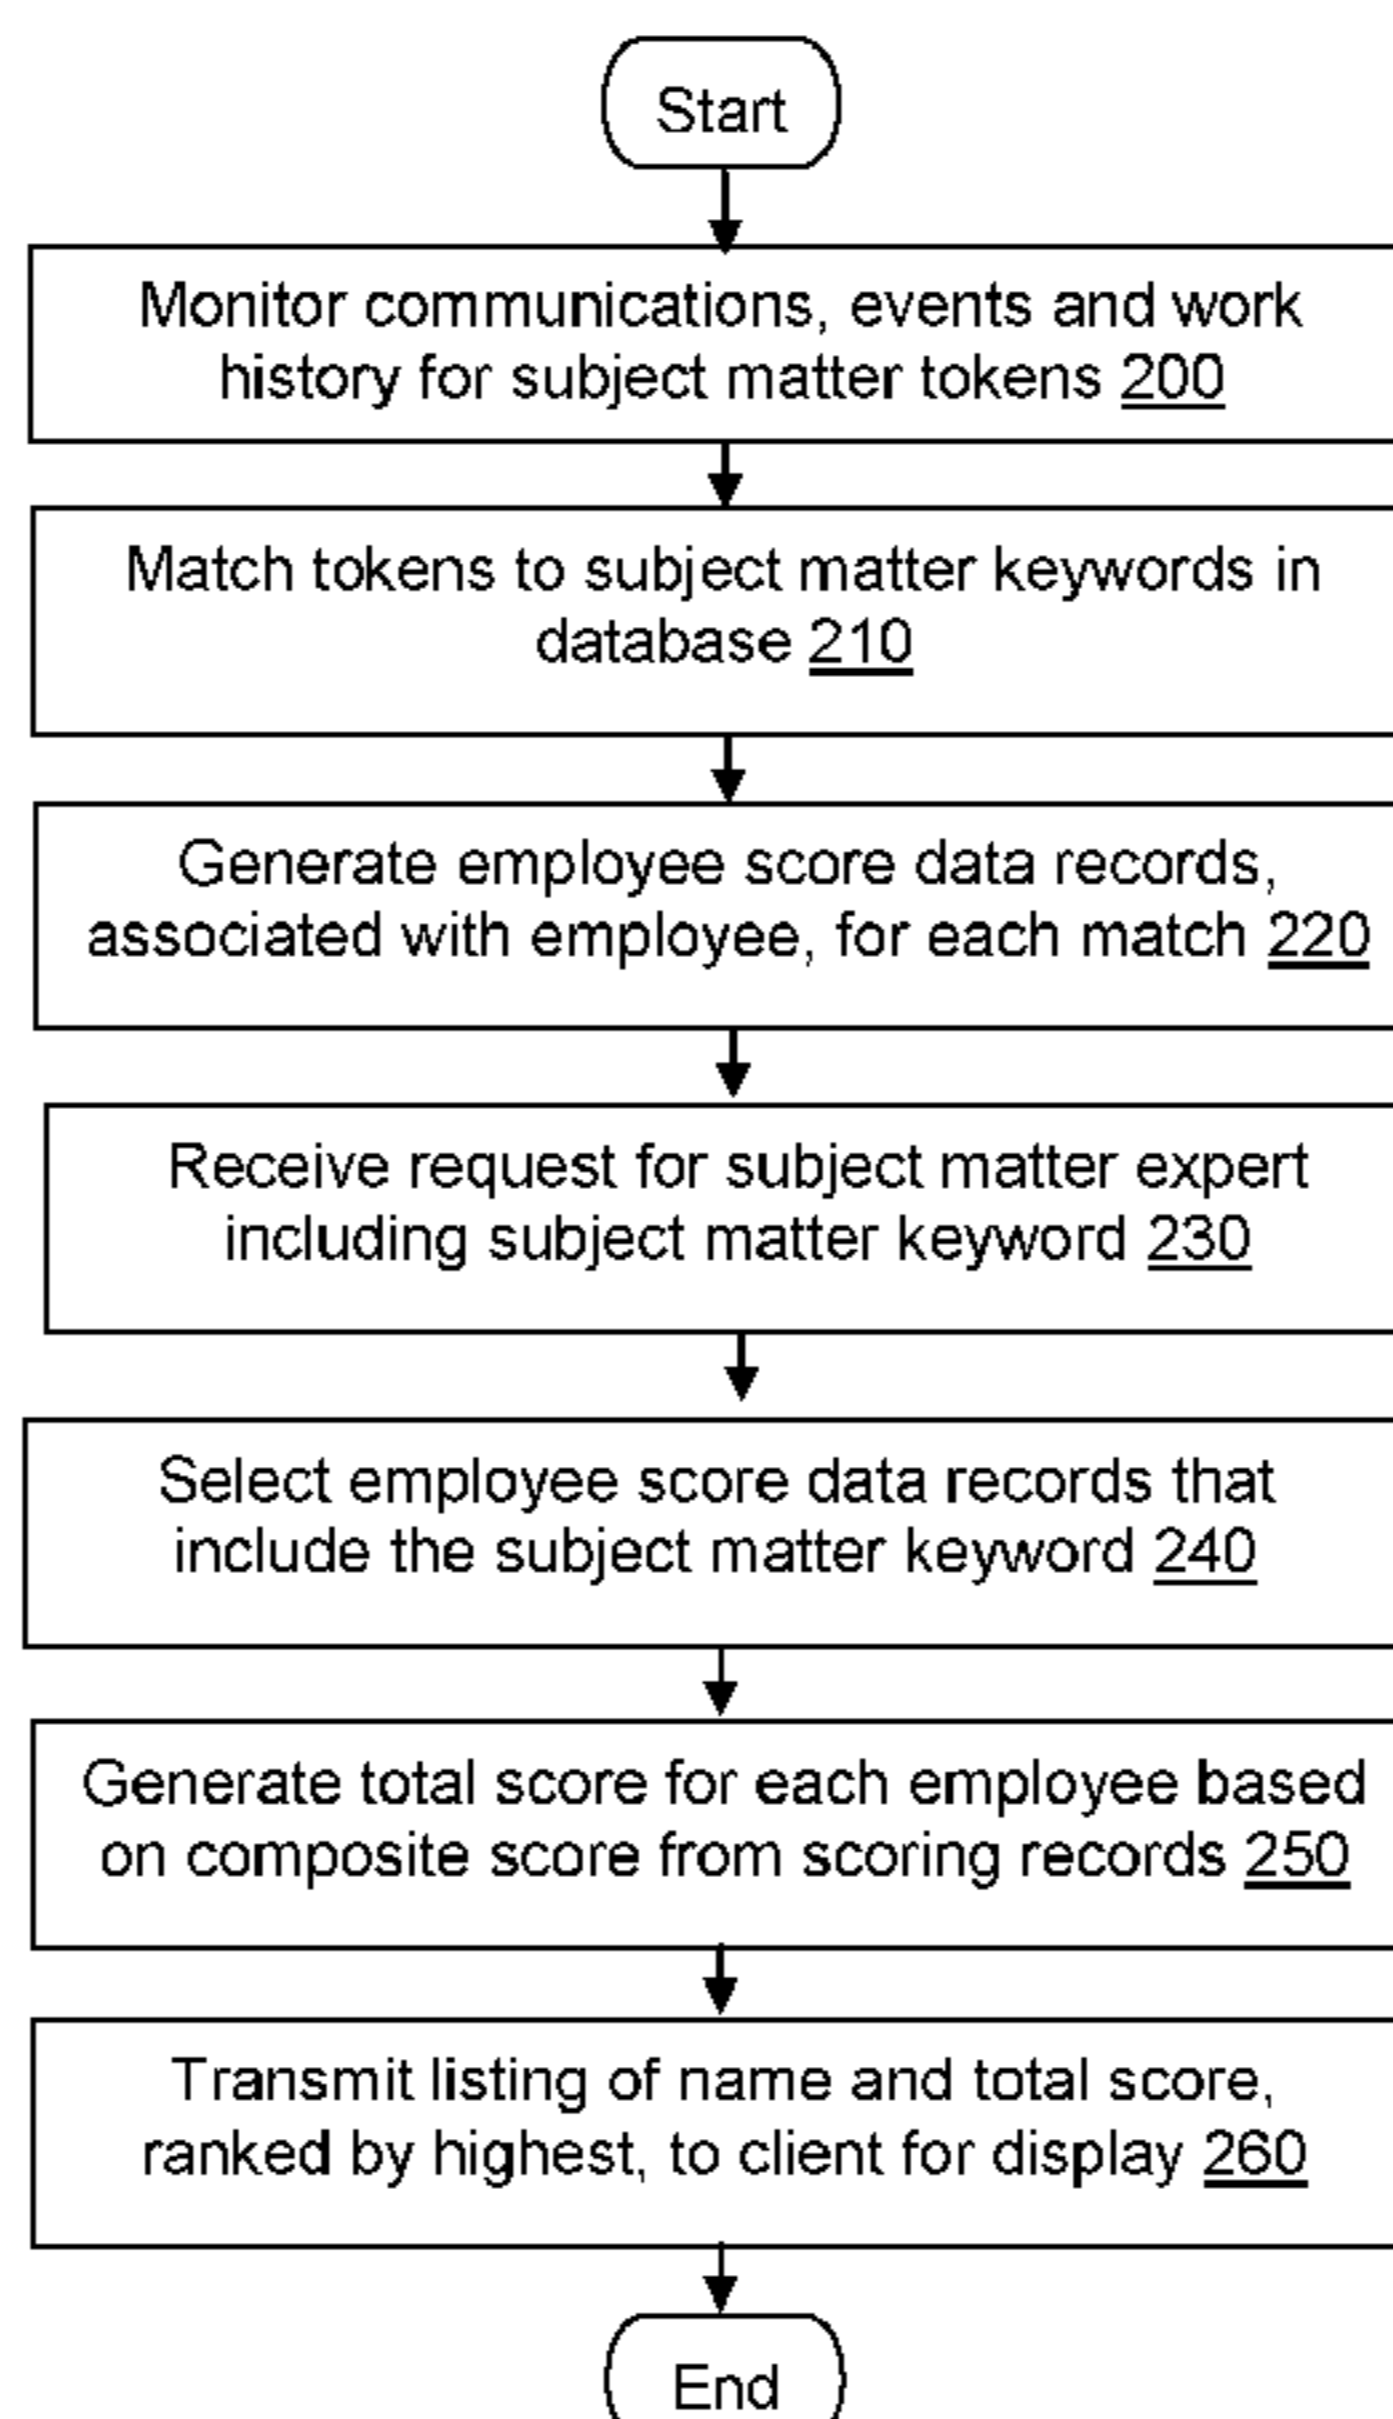 Start
Monitor communications, events and work
history for subject matter tokens 200
Match tokens to subject matter keywords in
database 210
Generate employee score data records,
associated with employee, for each match 220
Receive request for subject matter expert
including subject matter keyword 230
Select employee score data records that
include the subject matter keyword 240
Generate total score for each employee based
on composite score from scoring records 250
Transmit listing of name and total score,
ranked by highest, to client for display 260
End